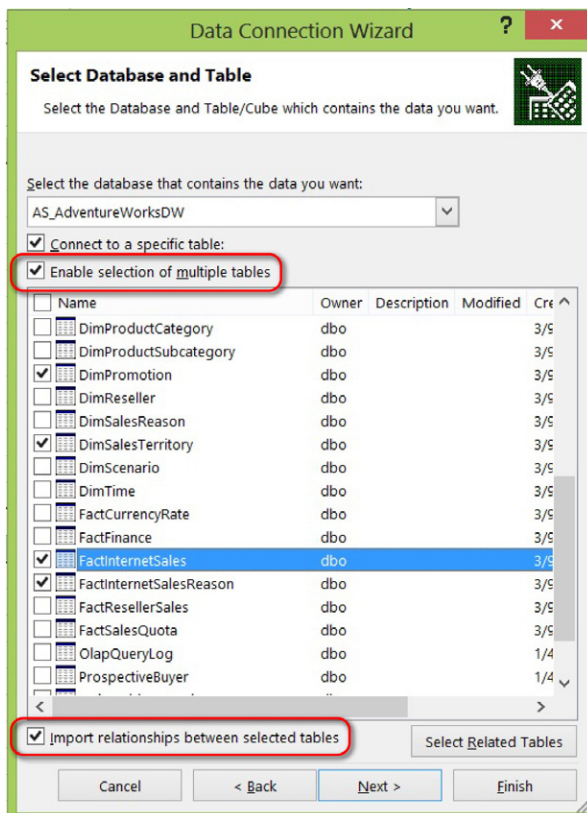 Data Connection Wizard ? ×
Select Database and Table
Select the Database and Table/Cube which contains the data you want.
Select the database that contains the data you want:
AS_AdventureWorksDW
Connect to a specific table:
Enable selection of multiple tables
Name Owner Description Modified Cre
DimProductCategory dbo 3/9
DimProductSubcategory dbo 3/9
DimPromotion dbo 3/9
DimReseller dbo 3/9
DimSalesReason dbo 3/9
DimSalesTerritory dbo 3/9
DimScenario dbo 3/9
DimTime dbo 3/9
FactCurrencyRate dbo 3/9
FactFinance dbo 3/9
FactInternetSales dbo 3/9
FactInternetSalesReason dbo 3/9
FactResellerSales dbo 3/9
FactSalesQuota dbo 3/9
OlapQueryLog dbo 1/4
ProspectiveBuyer dbo 1/4
Import relationships between selected tables
Select Related Tables
Cancel < Back Next > Finish